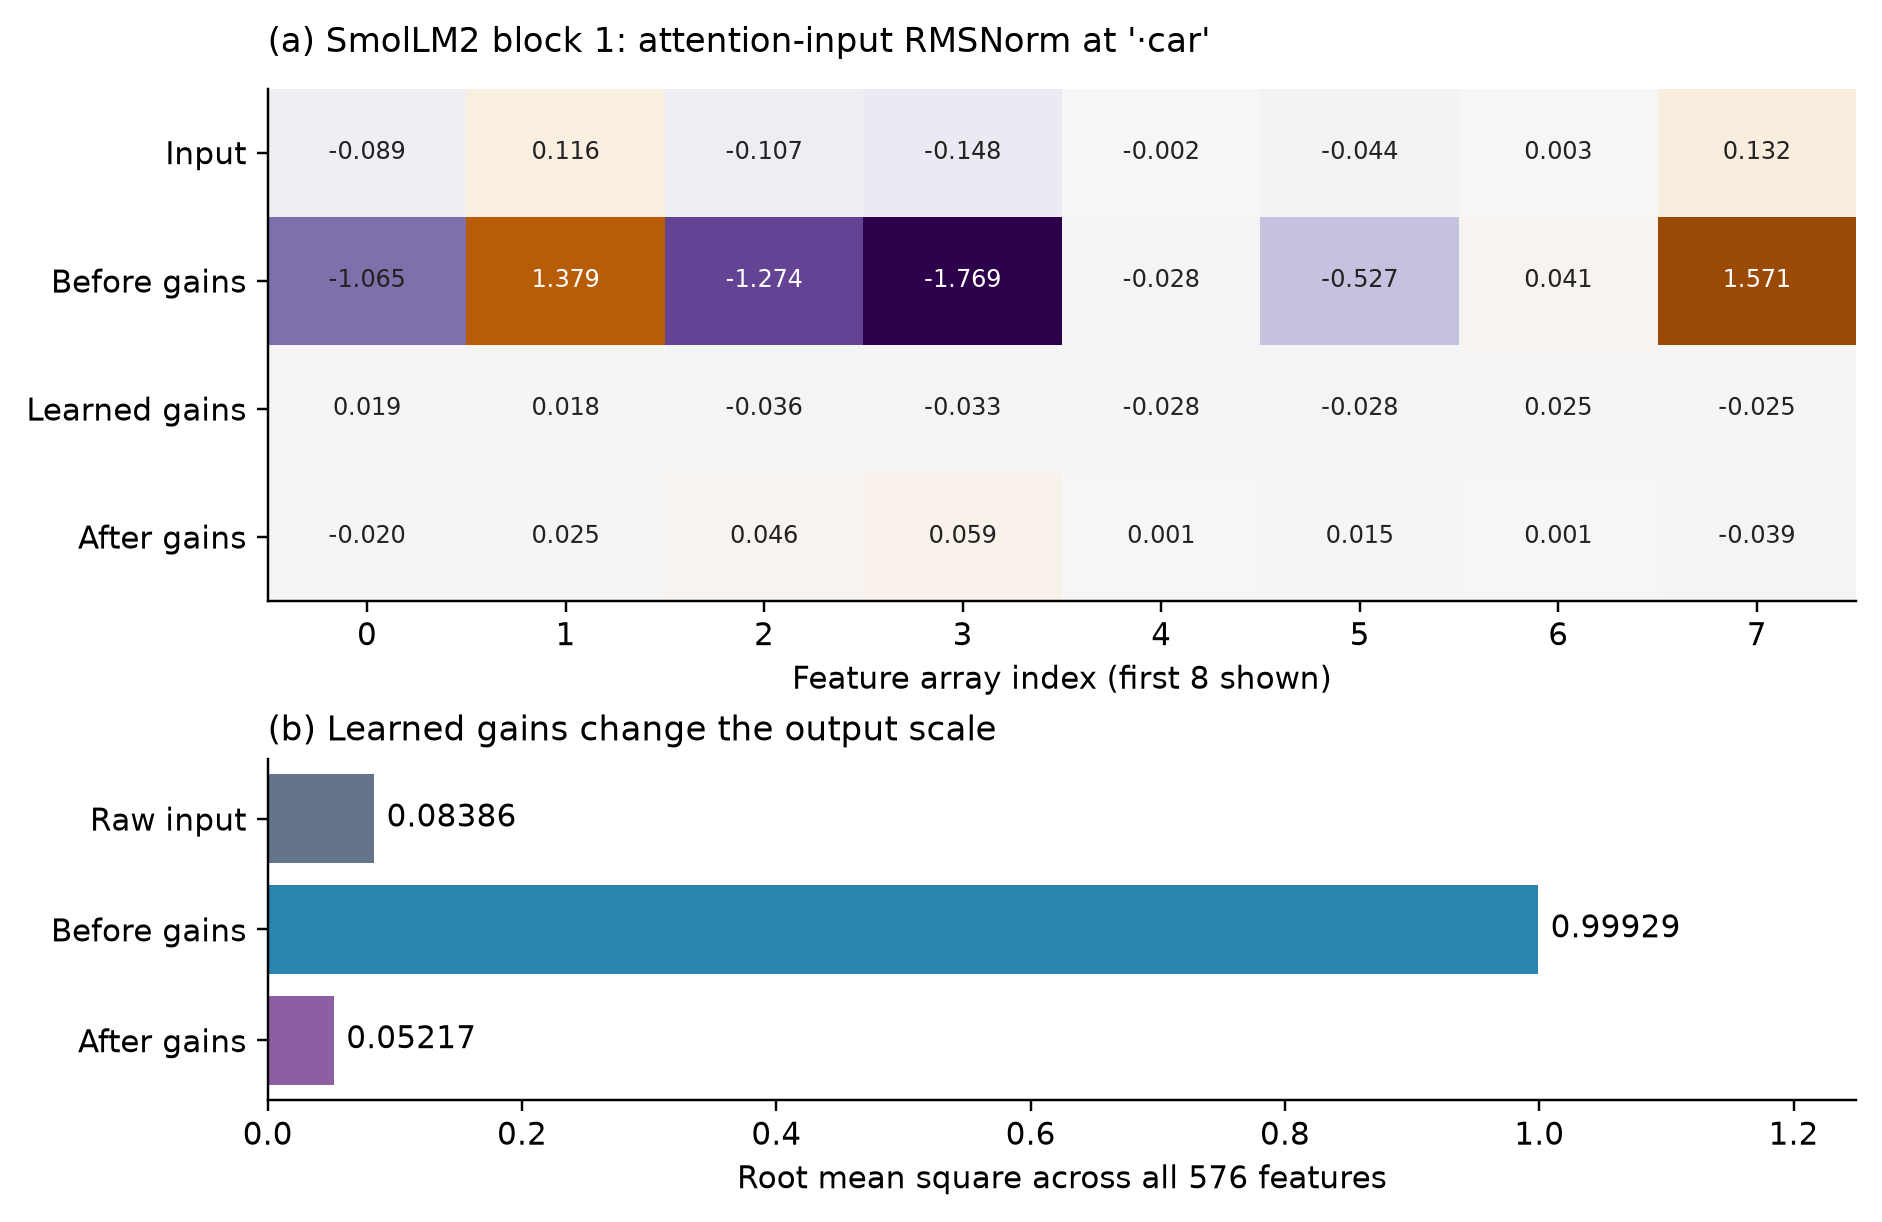 (a) SmolLM2 block 1: attention-input RMSNorm at '·car'
Input -0.089 0.116 -0.107 -0.148 -0.002 -0.044 0.003 0.132
Before gains -1.065 1.379 -1.274 -1.769 -0.028 -0.527 0.041 1.571
Learned gains 0.019 0.018 -0.036 -0.033 -0.028 -0.028 0.025 -0.025
After gains -0.020 0.025 0.046 0.059 0.001 0.015 0.001 -0.039
0 1 2 3 4 5 6 7
Feature array index (first 8 shown)
(b) Learned gains change the output scale
Raw input 0.08386
Before gains 0.99929
After gains 0.05217
0.0 0.2 0.4 0.6 0.8 1.0 1.2
Root mean square across all 576 features